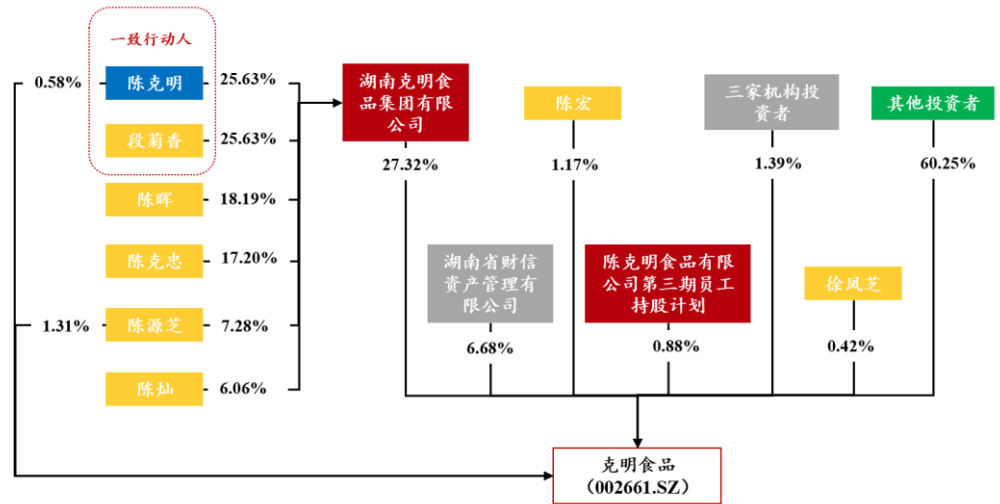 一致行动人
0.58%
陈克明
25.63%
段菊香
25.63%
陈晖
18.19%
陈克忠
17.20%
1.31%
陈源芝
7.28%
陈灿
6.06%
湖南克明食
品集团有限
公司
27.32%
陈宏
1.17%
三家机构投
资者
1.39%
其他投资者
60.25%
湖南省财信
资产管理有
限公司
6.68%
陈克明食品有限
公司第三期员工
持股计划
0.88%
徐凤芝
0.42%
克明食品
（002661.SZ）